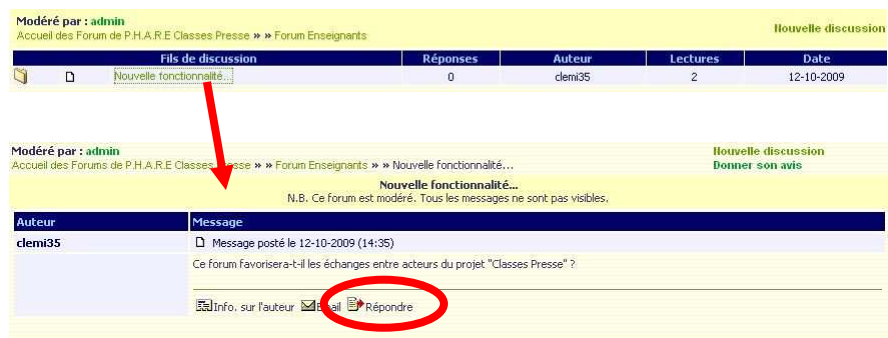 Modéré par : admin
Accueil des Forum de P.H.A.R.E Classes Presse » » Forum Enseignants
Nouvelle discussion
Fils de discussion Réponses Auteur Lectures Date
Nouvelle fonctionnalité... 0 clemi35 2 12-10-2009
Modéré par : admin
Accueil des Forums de P.H.A.R.E Classes Presse » » Forum Enseignants » » Nouvelle fonctionnalité...
Nouvelle discussion
Donner son avis
Nouvelle fonctionnalité...
N.B. Ce forum est modéré. Tous les messages ne sont pas visibles.
Auteur Message
clemi35 Message posté le 12-10-2009 (14:35)
Ce forum favorisera-t-il les échanges entre acteurs du projet "Classes Presse" ?
Info. sur l'auteur Email Répondre